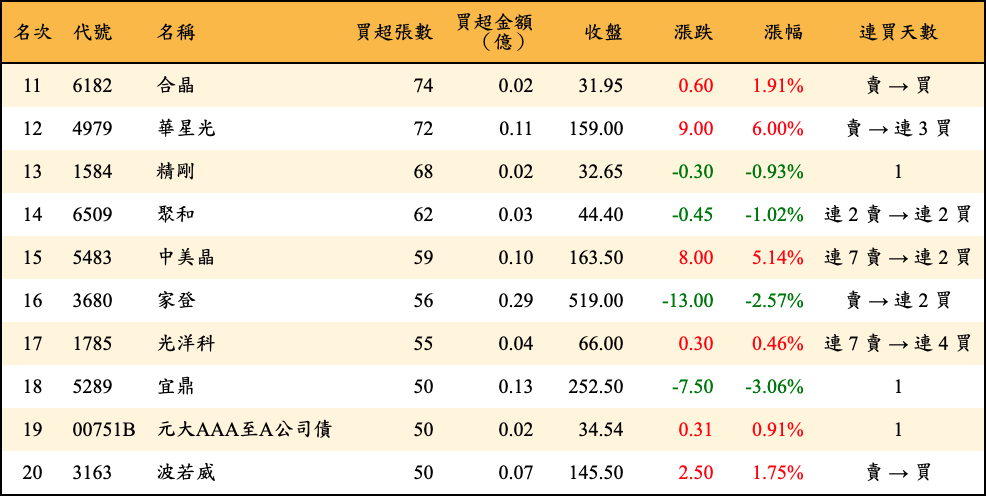 名次 代號 名稱 買超張數 買超金額（億） 收盤 漲跌 漲幅 連買天數
11 6182 合晶 74 0.02 31.95 0.60 1.91% 賣 → 買
12 4979 華星光 72 0.11 159.00 9.00 6.00% 賣 → 連 3 買
13 1584 精剛 68 0.02 32.65 -0.30 -0.93% 1
14 6509 聚和 62 0.03 44.40 -0.45 -1.02% 連 2 賣 → 連 2 買
15 5483 中美晶 59 0.10 163.50 8.00 5.14% 連 7 賣 → 連 2 買
16 3680 家登 56 0.29 519.00 -13.00 -2.57% 賣 → 連 2 買
17 1785 光洋科 55 0.04 66.00 0.30 0.46% 連 7 賣 → 連 4 買
18 5289 宜鼎 50 0.13 252.50 -7.50 -3.06% 1
19 00751B 元大AAA至A公司債 50 0.02 34.54 0.31 0.91% 1
20 3163 波若威 50 0.07 145.50 2.50 1.75% 賣 → 買